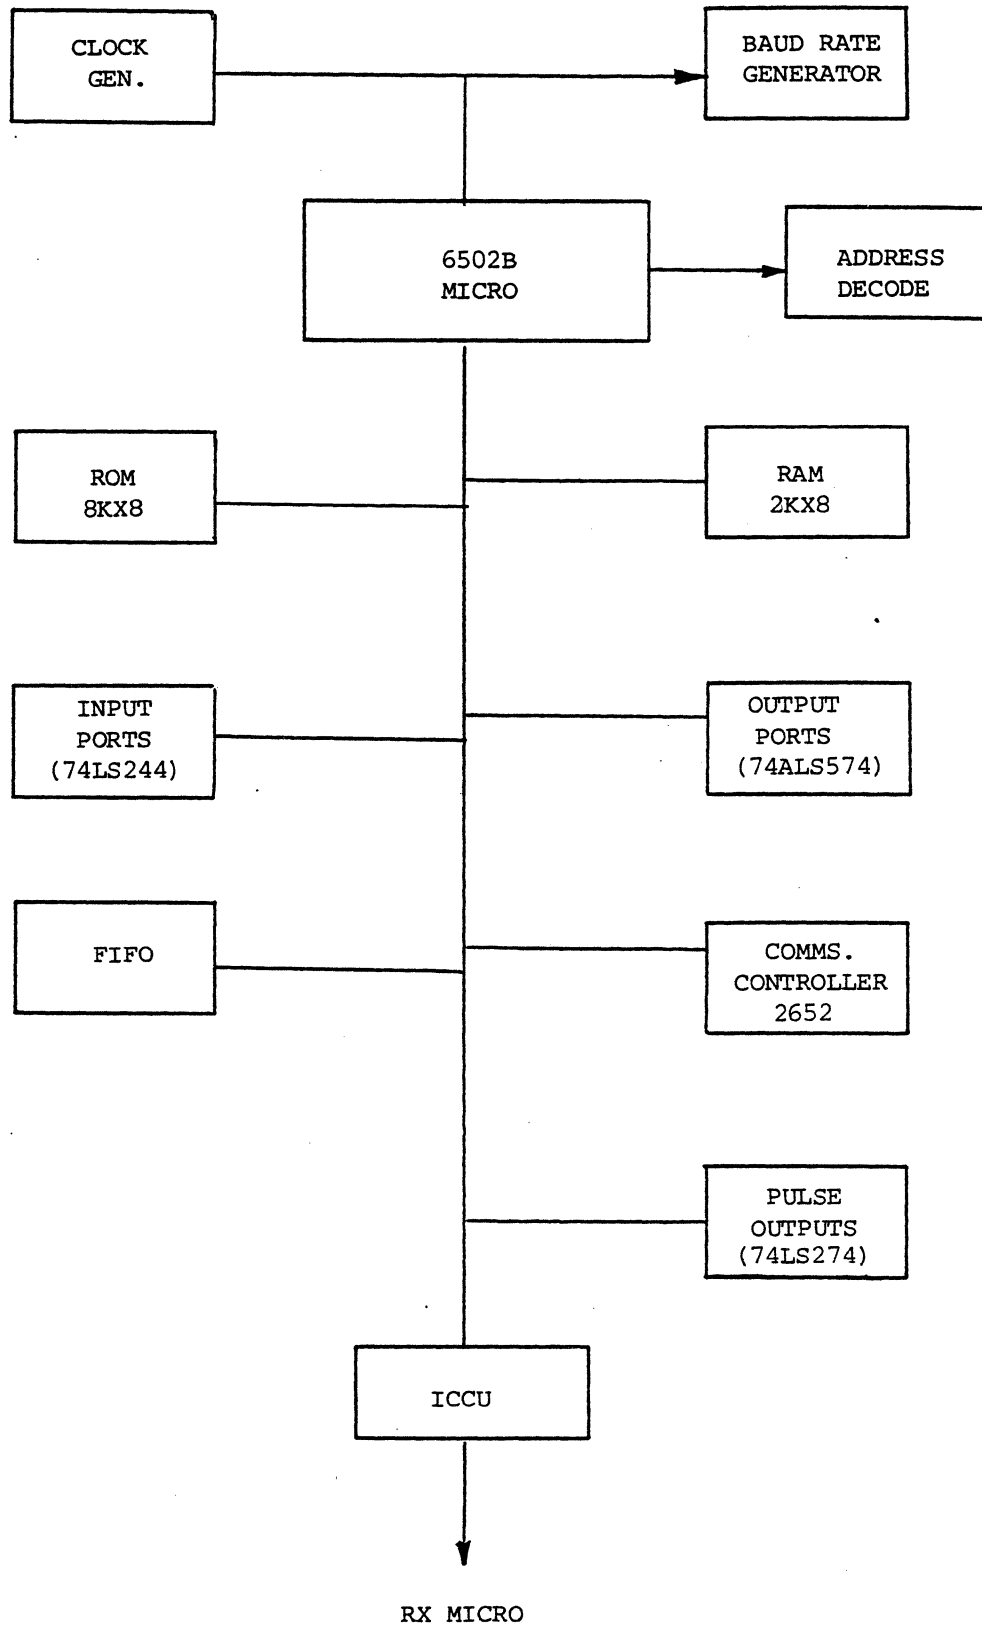 CLOCK
GEN.
BAUD RATE
GENERATOR
6502B
MICRO
ADDRESS
DECODE
ROM
8KX8
RAM
2KX8
INPUT
PORTS
(74LS244)
OUTPUT
PORTS
(74ALS574)
FIFO
COMMS.
CONTROLLER
2652
PULSE
OUTPUTS
(74LS274)
ICCU
RX MICRO